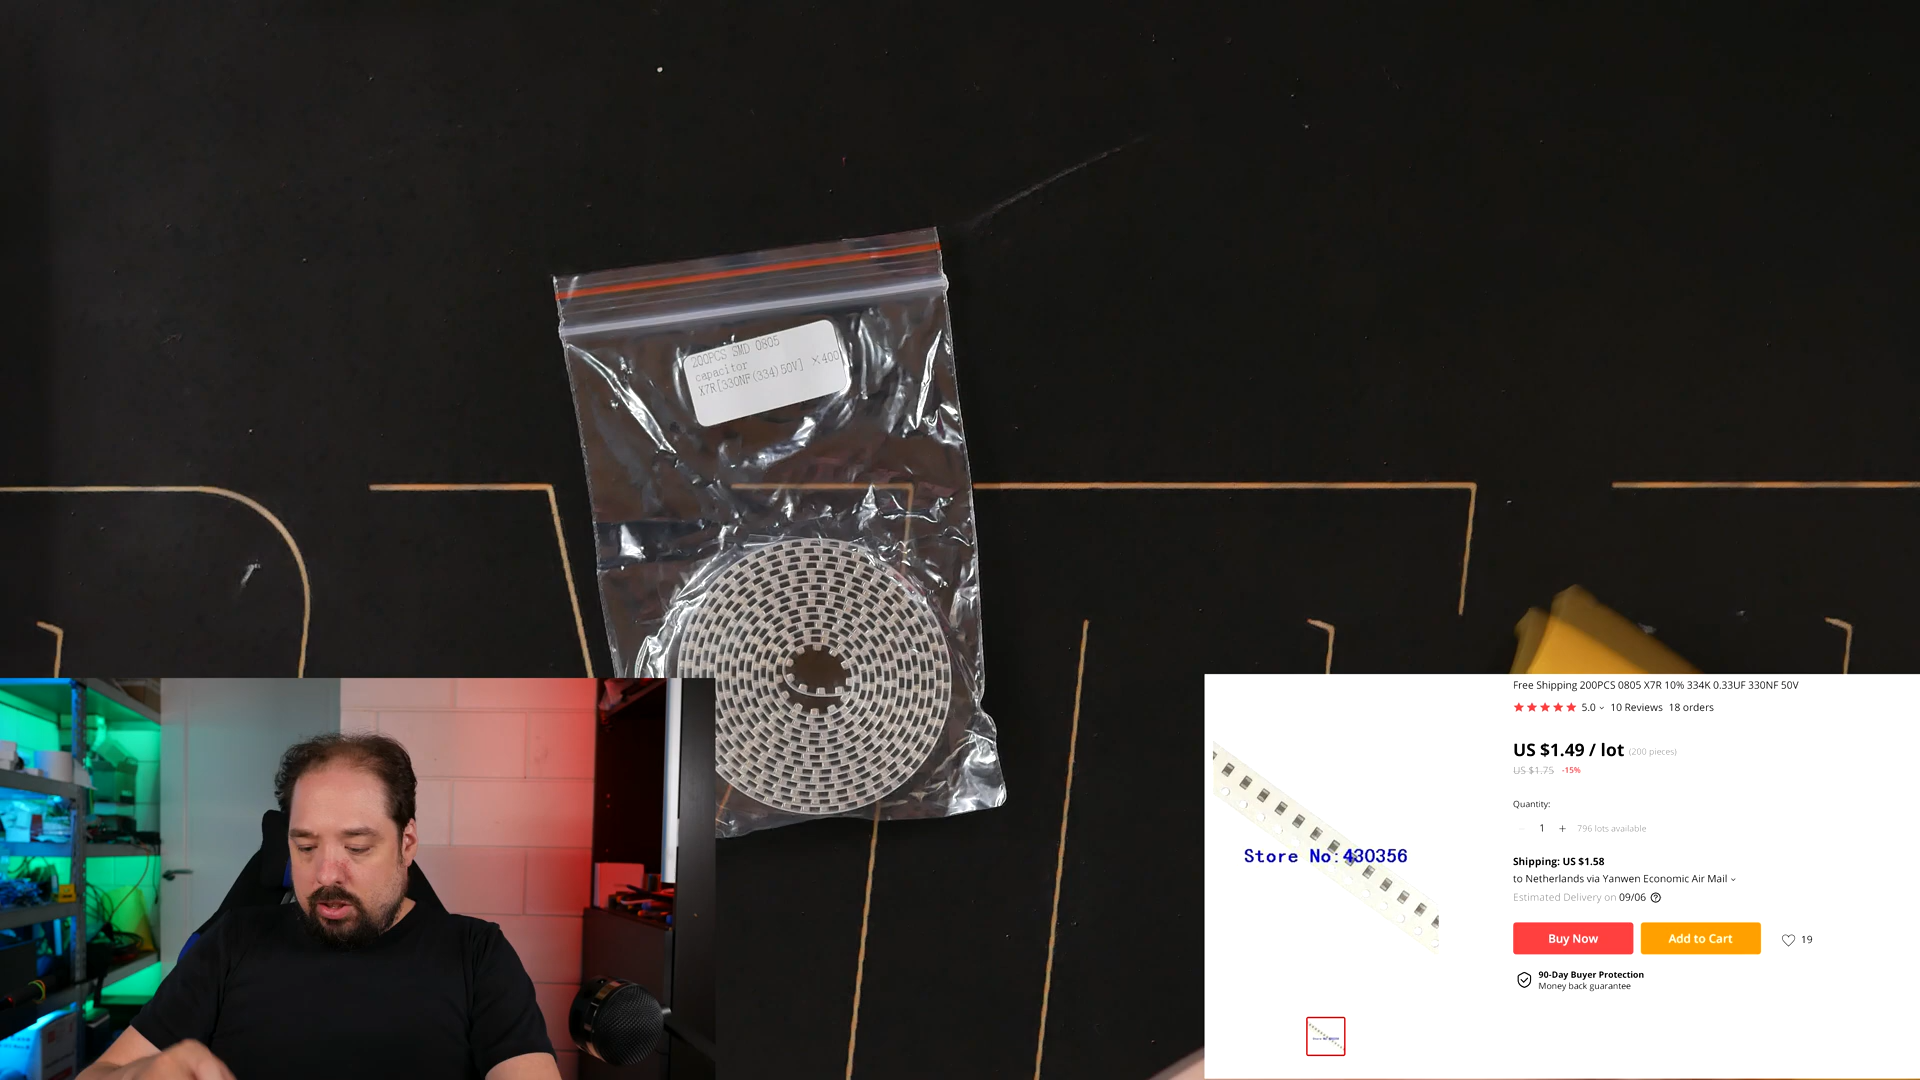 200PCS SMD 0805
capacitor
X7R[330NF(334)50V] X400
Free Shipping 200PCS 0805 X7R 10% 334K 0.33UF 330NF 50V
5.0 10 Reviews 18 orders
US $1.49 / lot (200 pieces)
US $1.75 -15%
Quantity:
- 1 + 796 lots available
Shipping: US $1.58
to Netherlands via Yanwen Economic Air Mail
Estimated Delivery on 09/06
Buy Now Add to Cart 19
90-Day Buyer Protection
Money back guarantee
Store No:430356